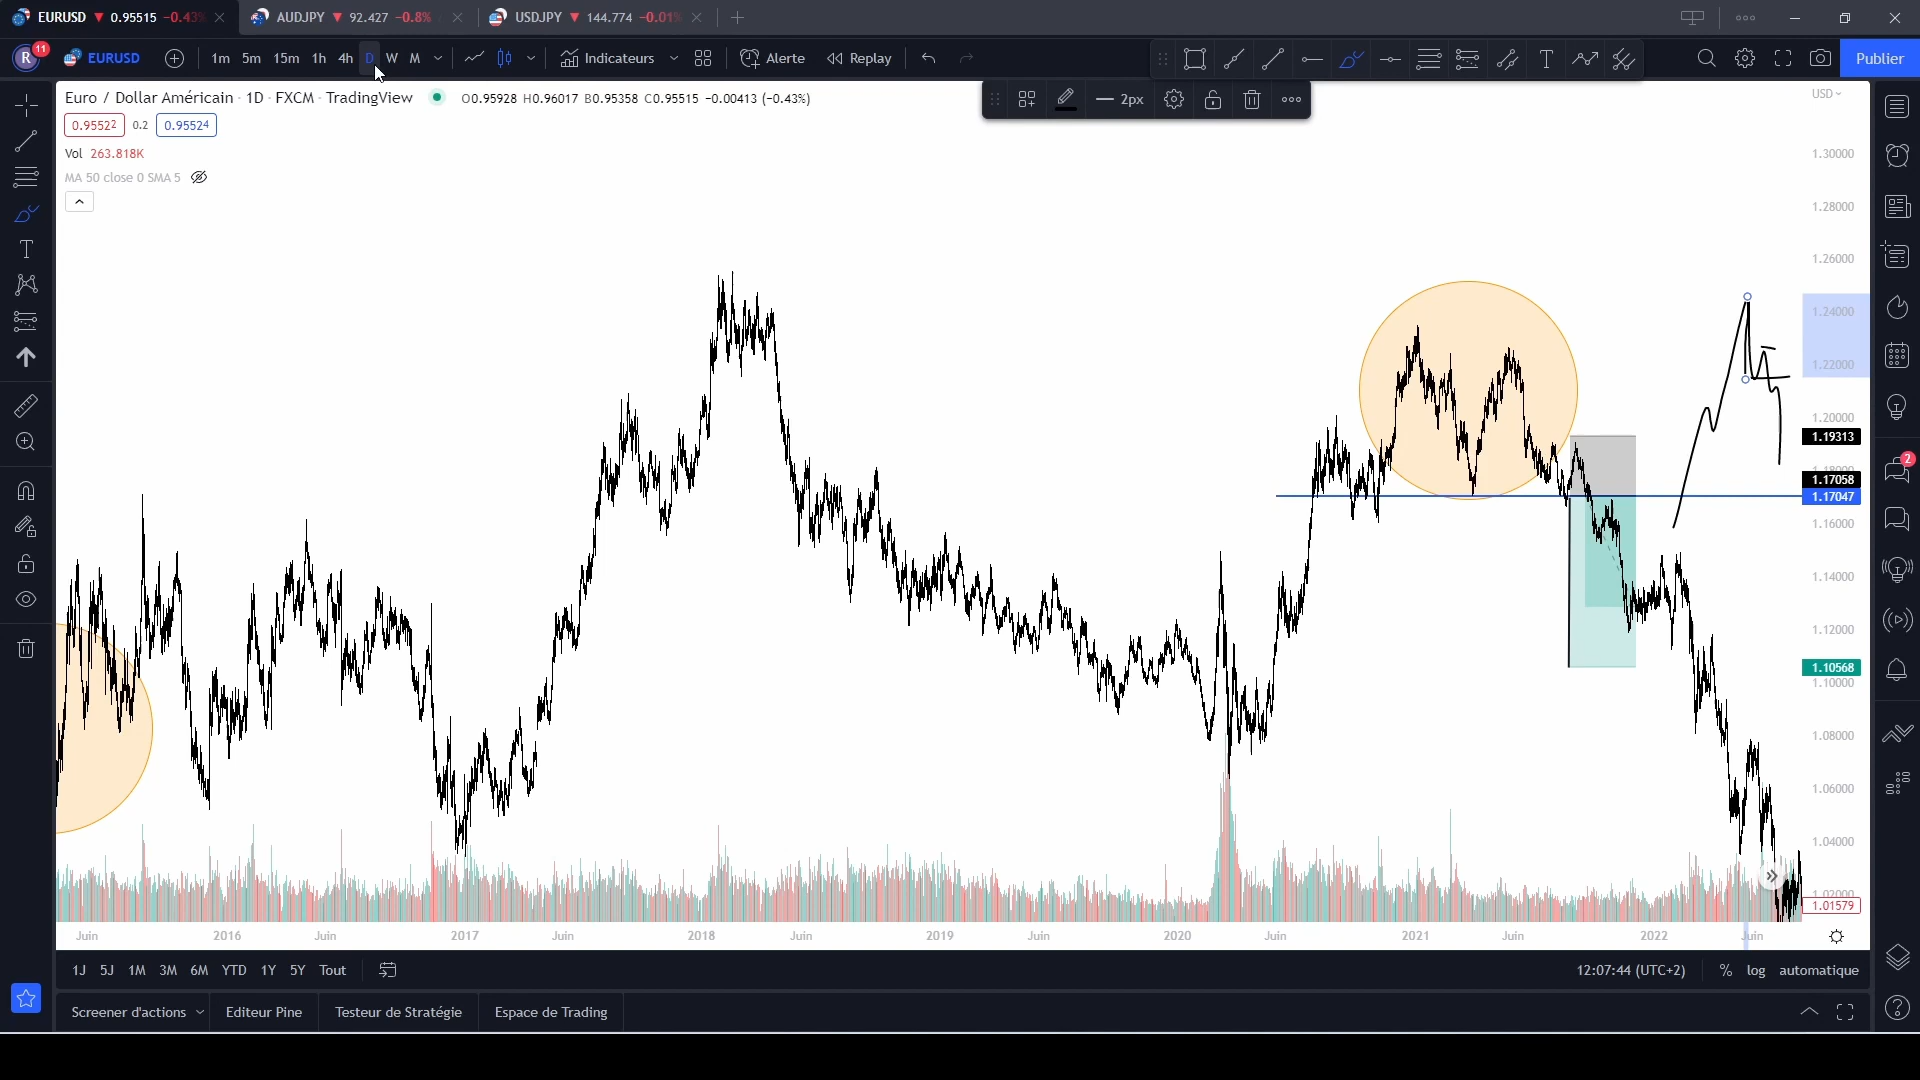 EURUSD ▼ 0.95515 −0.43%
AUDJPY ▼ 92.427 −0.8%
USDJPY ▼ 144.774 −0.01%
R 11 EURUSD 1m 5m 15m 1h 4h D W M Indicateurs Alerte Replay T Publier
Euro / Dollar Américain · 1D · FXCM · TradingView O0.95928 H0.96017 B0.95358 C0.95515 −0.00413 (−0.43%)
2px
USD
0.95522 0.2 0.95524
Vol 263.818K
MA 50 close 0 SMA 5
1.30000
1.28000
1.26000
1.24000
1.22000
1.20000
1.19313
1.18000
1.17058
1.17047
1.16000
1.14000
1.12000
1.10568
1.10000
1.08000
1.06000
1.04000
1.02000
1.01579
2
Juin 2016 Juin 2017 Juin 2018 Juin 2019 Juin 2020 Juin 2021 Juin 2022 Juin
1J 5J 1M 3M 6M YTD 1Y 5Y Tout 12:07:44 (UTC+2) % log automatique
Screener d'actions Editeur Pine Testeur de Stratégie Espace de Trading